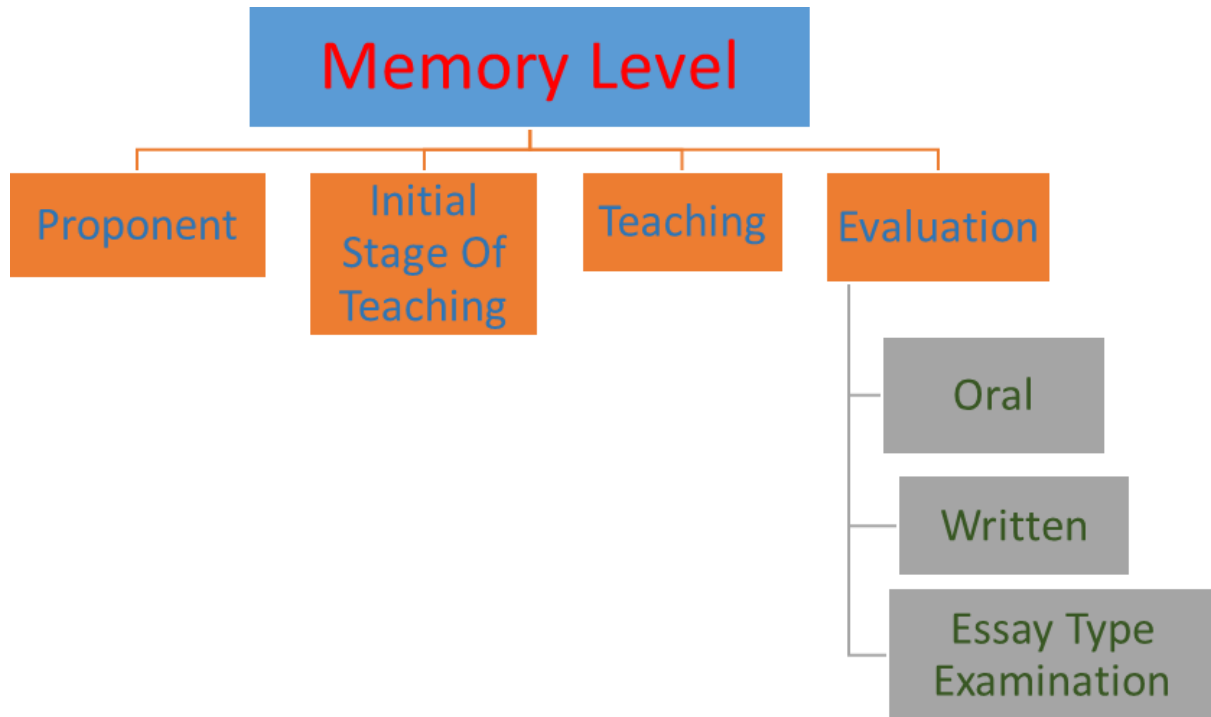 Memory Level
Proponent
Initial
Stage Of
Teaching
Teaching
Evaluation
Oral
Written
Essay Type
Examination